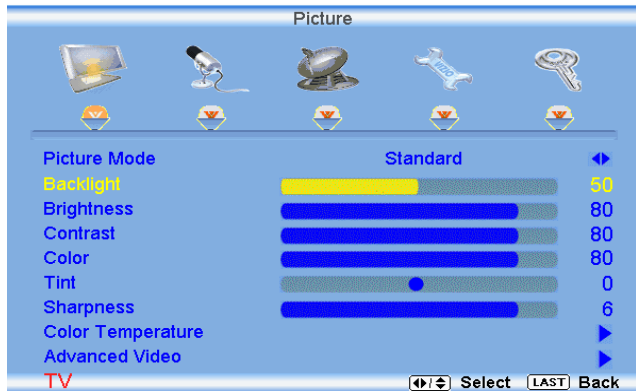 Picture
Picture Mode Standard
Backlight 50
Brightness 80
Contrast 80
Color 80
Tint 0
Sharpness 6
Color Temperature
Advanced Video
TV Select LAST Back